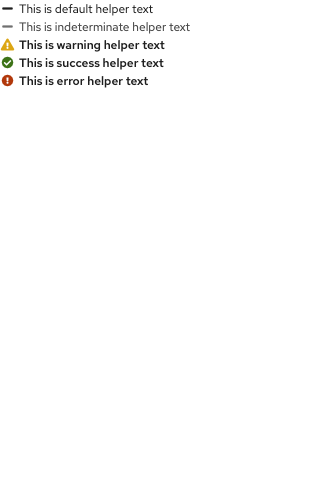 This is default helper text
This is indeterminate helper text
This is warning helper text
This is success helper text
This is error helper text